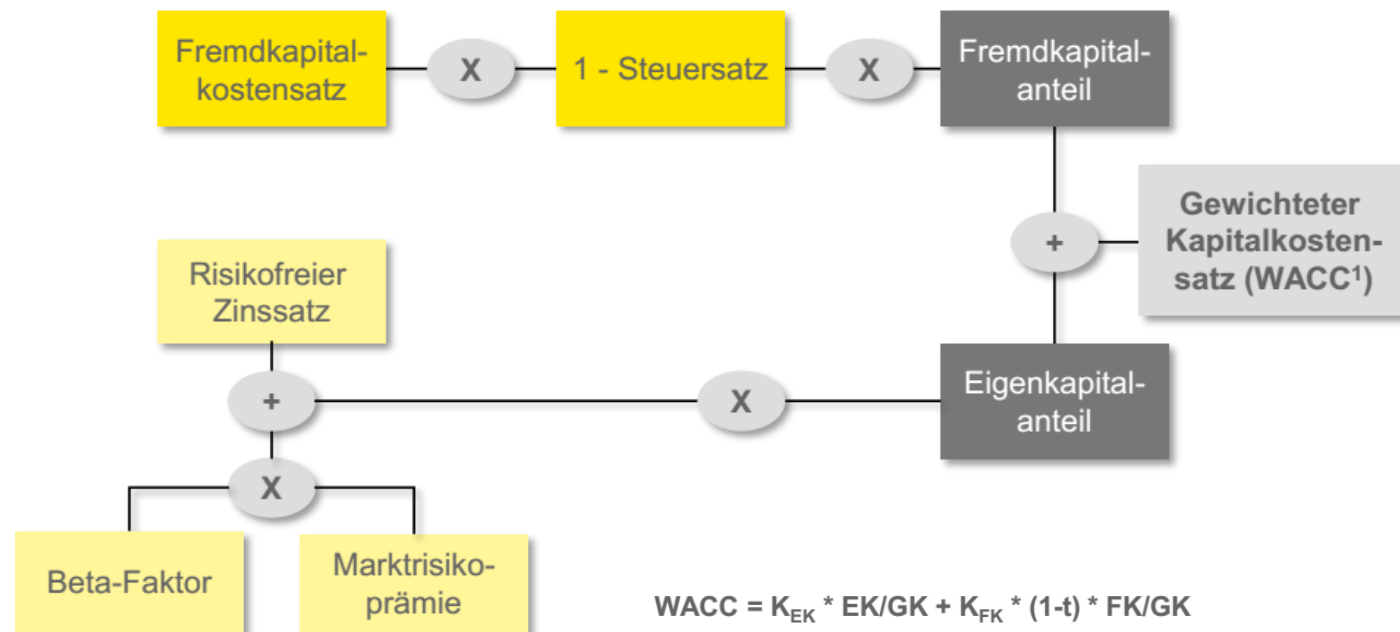 Fremdkapital-
kostensatz
X
1 - Steuersatz
X
Fremdkapital-
anteil
+
Gewichteter
Kapitalkosten-
satz (WACC¹)
Risikofreier
Zinssatz
+
X
Eigenkapital-
anteil
X
Beta-Faktor
Marktrisiko-
prämie
WACC = K_EK * EK/GK + K_FK * (1-t) * FK/GK